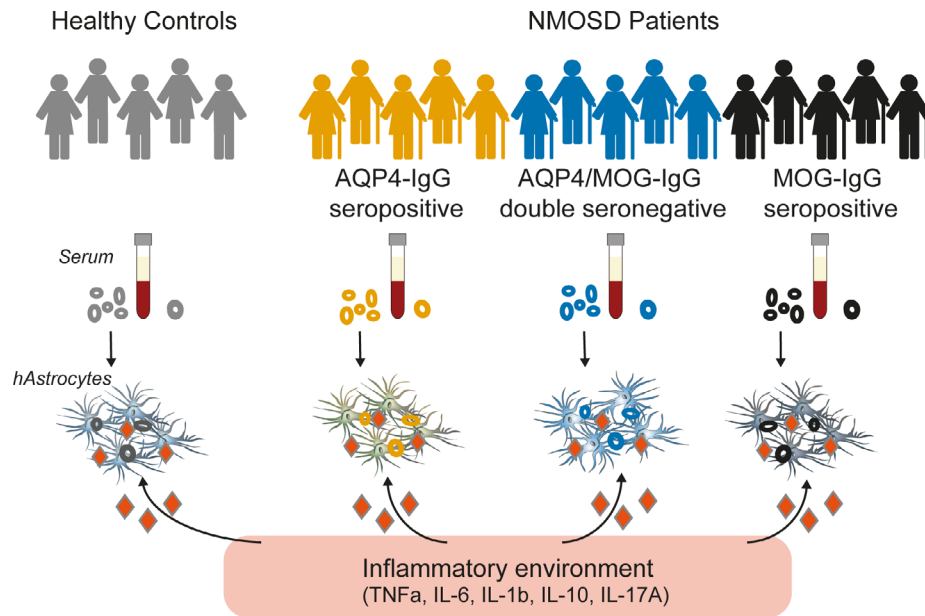 Healthy Controls
NMOSD Patients
AQP4-IgG
seropositive
AQP4/MOG-IgG
double seronegative
MOG-IgG
seropositive
Serum
hAstrocytes
Inflammatory environment
(TNFa, IL-6, IL-1b, IL-10, IL-17A)